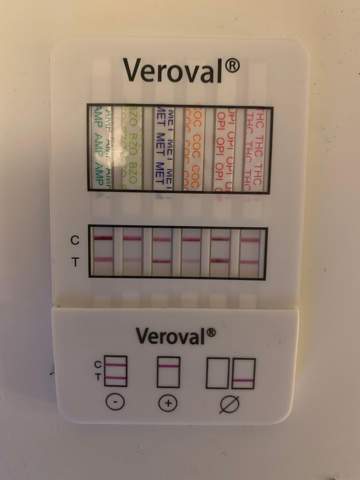 Veroval®
AMP AMP AMP BZO BZO BZO MET MET MET COC COC COC OPI OPI OPI THC THC THC
C
T
Veroval®
C
T
- + Ø